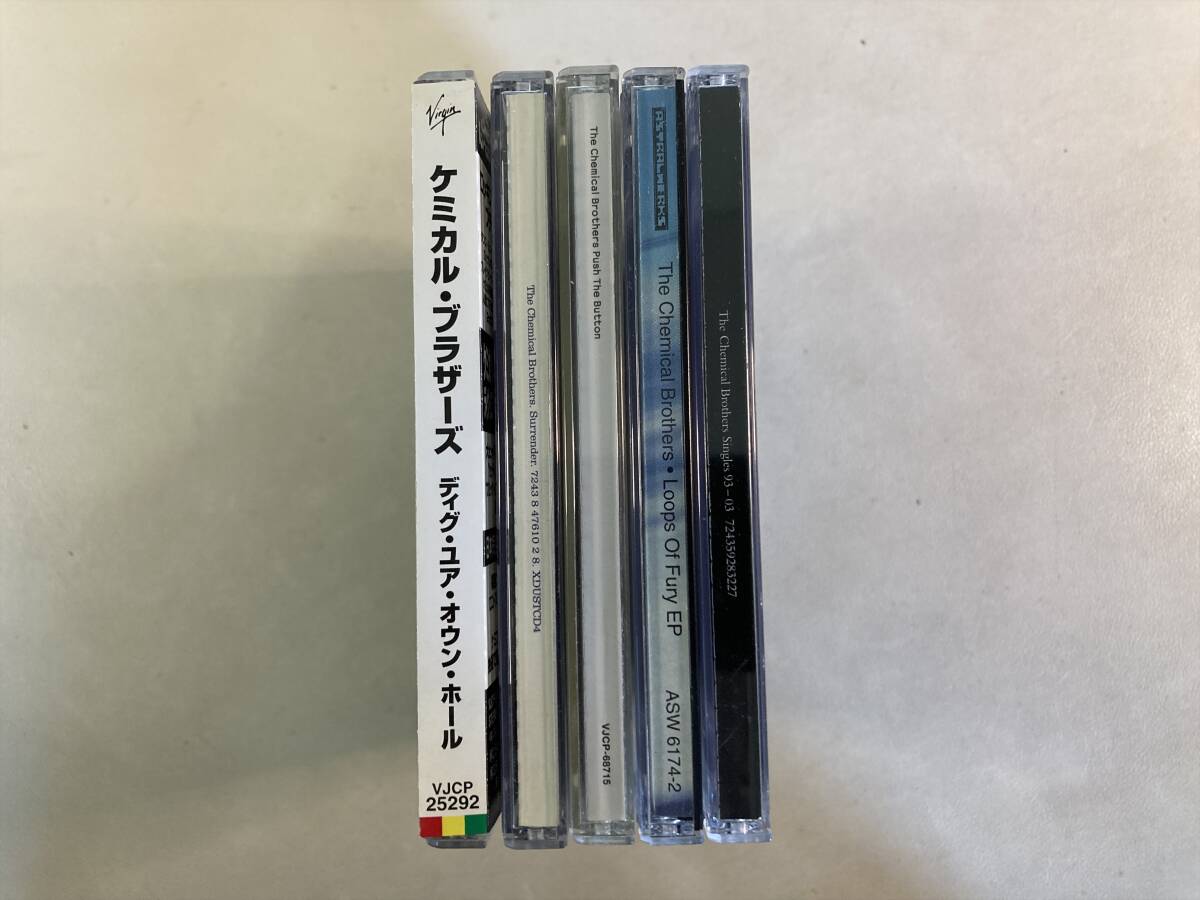 Virgin
ケミカル・ブラザーズ ディグ・ユア・オウン・ホール
VJCP
25292
The Chemical Brothers. Surrender. 7243 8 47610 2 8. XDUSTCD4
The Chemical Brothers Push The Button
VJCP-68715
ASTRALWERKS
The Chemical Brothers • Loops Of Fury EP
ASW 6174-2
The Chemical Brothers Singles 93–03 724359283227